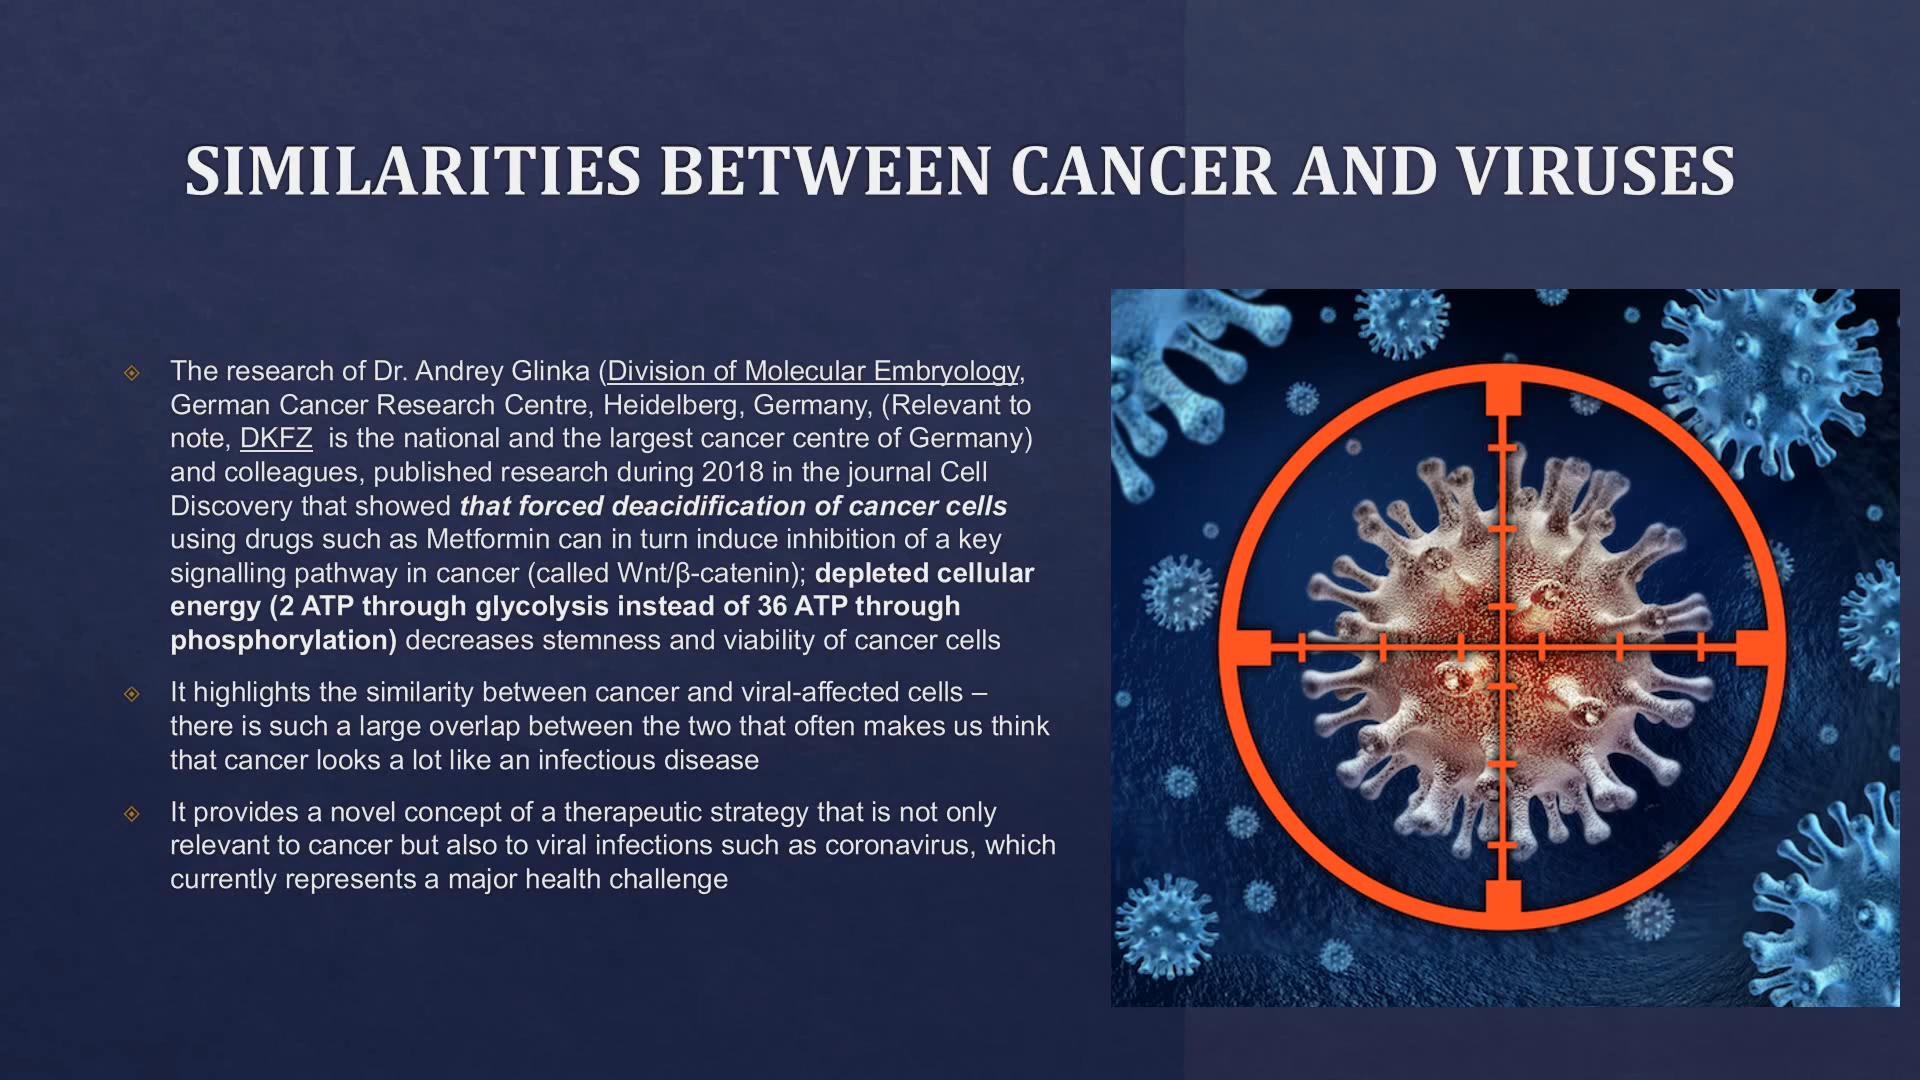 SIMILARITIES BETWEEN CANCER AND VIRUSES
The research of Dr. Andrey Glinka (Division of Molecular Embryology,
German Cancer Research Centre, Heidelberg, Germany, (Relevant to
note, DKFZ  is the national and the largest cancer centre of Germany)
and colleagues, published research during 2018 in the journal Cell
Discovery that showed that forced deacidification of cancer cells
using drugs such as Metformin can in turn induce inhibition of a key
signalling pathway in cancer (called Wnt/β-catenin); depleted cellular
energy (2 ATP through glycolysis instead of 36 ATP through
phosphorylation) decreases stemness and viability of cancer cells
It highlights the similarity between cancer and viral-affected cells –
there is such a large overlap between the two that often makes us think
that cancer looks a lot like an infectious disease
It provides a novel concept of a therapeutic strategy that is not only
relevant to cancer but also to viral infections such as coronavirus, which
currently represents a major health challenge